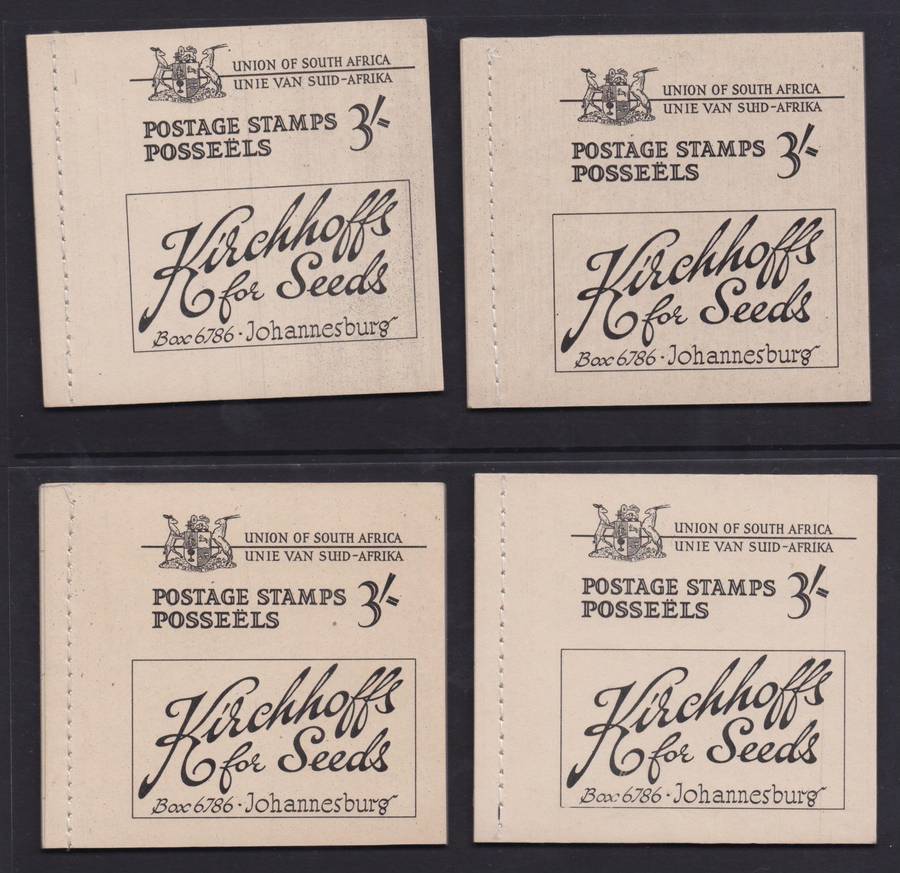 UNION OF SOUTH AFRICA
UNIE VAN SUID-AFRIKA
POSTAGE STAMPS 3/-
POSSEËLS
Kirchhoffs
for Seeds
Box 6786 · Johannesburg
UNION OF SOUTH AFRICA
UNIE VAN SUID-AFRIKA
POSTAGE STAMPS 3/-
POSSEËLS
Kirchhoffs
for Seeds
Box 6786 · Johannesburg
UNION OF SOUTH AFRICA
UNIE VAN SUID-AFRIKA
POSTAGE STAMPS 3/-
POSSEËLS
Kirchhoffs
for Seeds
Box 6786 · Johannesburg
UNION OF SOUTH AFRICA
UNIE VAN SUID-AFRIKA
POSTAGE STAMPS 3/-
POSSEËLS
Kirchhoffs
for Seeds
Box 6786 · Johannesburg